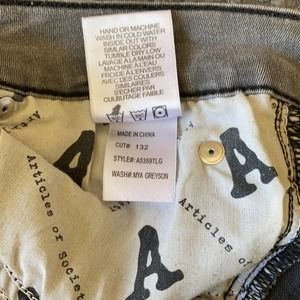 HAND OR MACHINE
WASH IN COLD WATER
INSIDE OUT WITH
SIMILAR COLORS
TUMBLE DRY LOW
LAVAGE À LA MAIN OU
MACHINE À L'EAU
FROIDE À L'ENVERS
AVEC DES COULEURS
SIMILAIRES
S'ÉCHER PAR
CULBUTAGE FAIBLE
MADE IN CHINA
CUT#: 132
STYLE#: A5359TLG
WASH#: MYA GREYSON
A
Articles of Society
A
Articles
A
Articles of Society
A